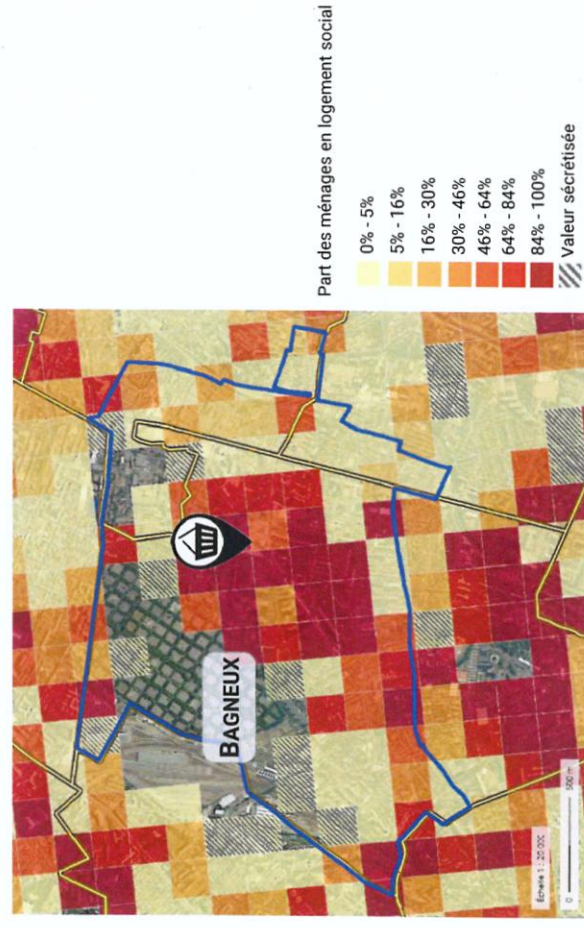 BAGNEUX
Échelle 1 : 20 000
0 500 m
Part des ménages en logement social
0% - 5%
5% - 16%
16% - 30%
30% - 46%
46% - 64%
64% - 84%
84% - 100%
Valeur sécrétisée